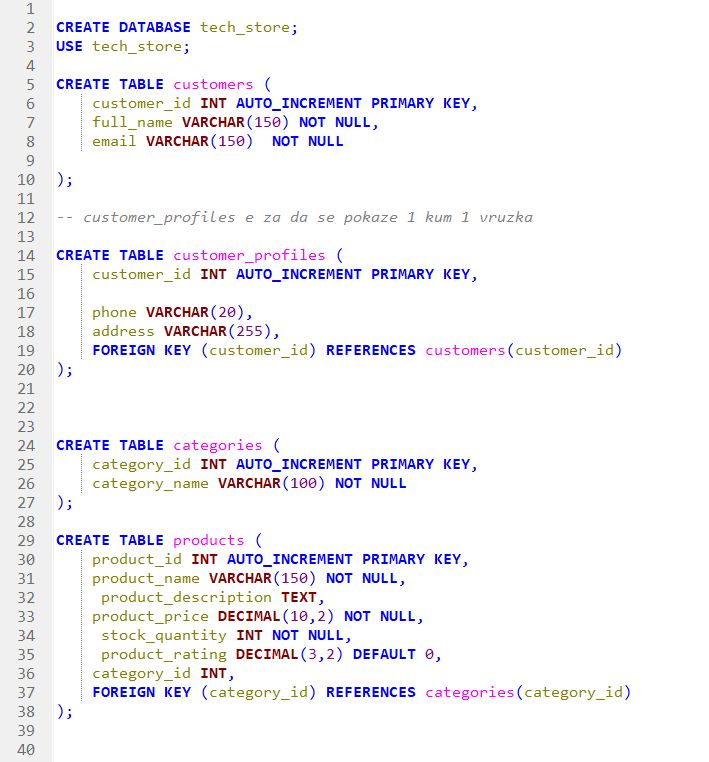 1
2 CREATE DATABASE tech_store;
3 USE tech_store;
4
5 CREATE TABLE customers (
6 customer_id INT AUTO_INCREMENT PRIMARY KEY,
7 full_name VARCHAR(150) NOT NULL,
8 email VARCHAR(150)  NOT NULL
9
10 );
11
12 -- customer_profiles e za da se pokaze 1 kum 1 vruzka
13
14 CREATE TABLE customer_profiles (
15 customer_id INT AUTO_INCREMENT PRIMARY KEY,
16
17 phone VARCHAR(20),
18 address VARCHAR(255),
19 FOREIGN KEY (customer_id) REFERENCES customers(customer_id)
20 );
21
22
23
24 CREATE TABLE categories (
25 category_id INT AUTO_INCREMENT PRIMARY KEY,
26 category_name VARCHAR(100) NOT NULL
27 );
28
29 CREATE TABLE products (
30 product_id INT AUTO_INCREMENT PRIMARY KEY,
31 product_name VARCHAR(150) NOT NULL,
32 product_description TEXT,
33 product_price DECIMAL(10,2) NOT NULL,
34 stock_quantity INT NOT NULL,
35 product_rating DECIMAL(3,2) DEFAULT 0,
36 category_id INT,
37 FOREIGN KEY (category_id) REFERENCES categories(category_id)
38 );
39
40